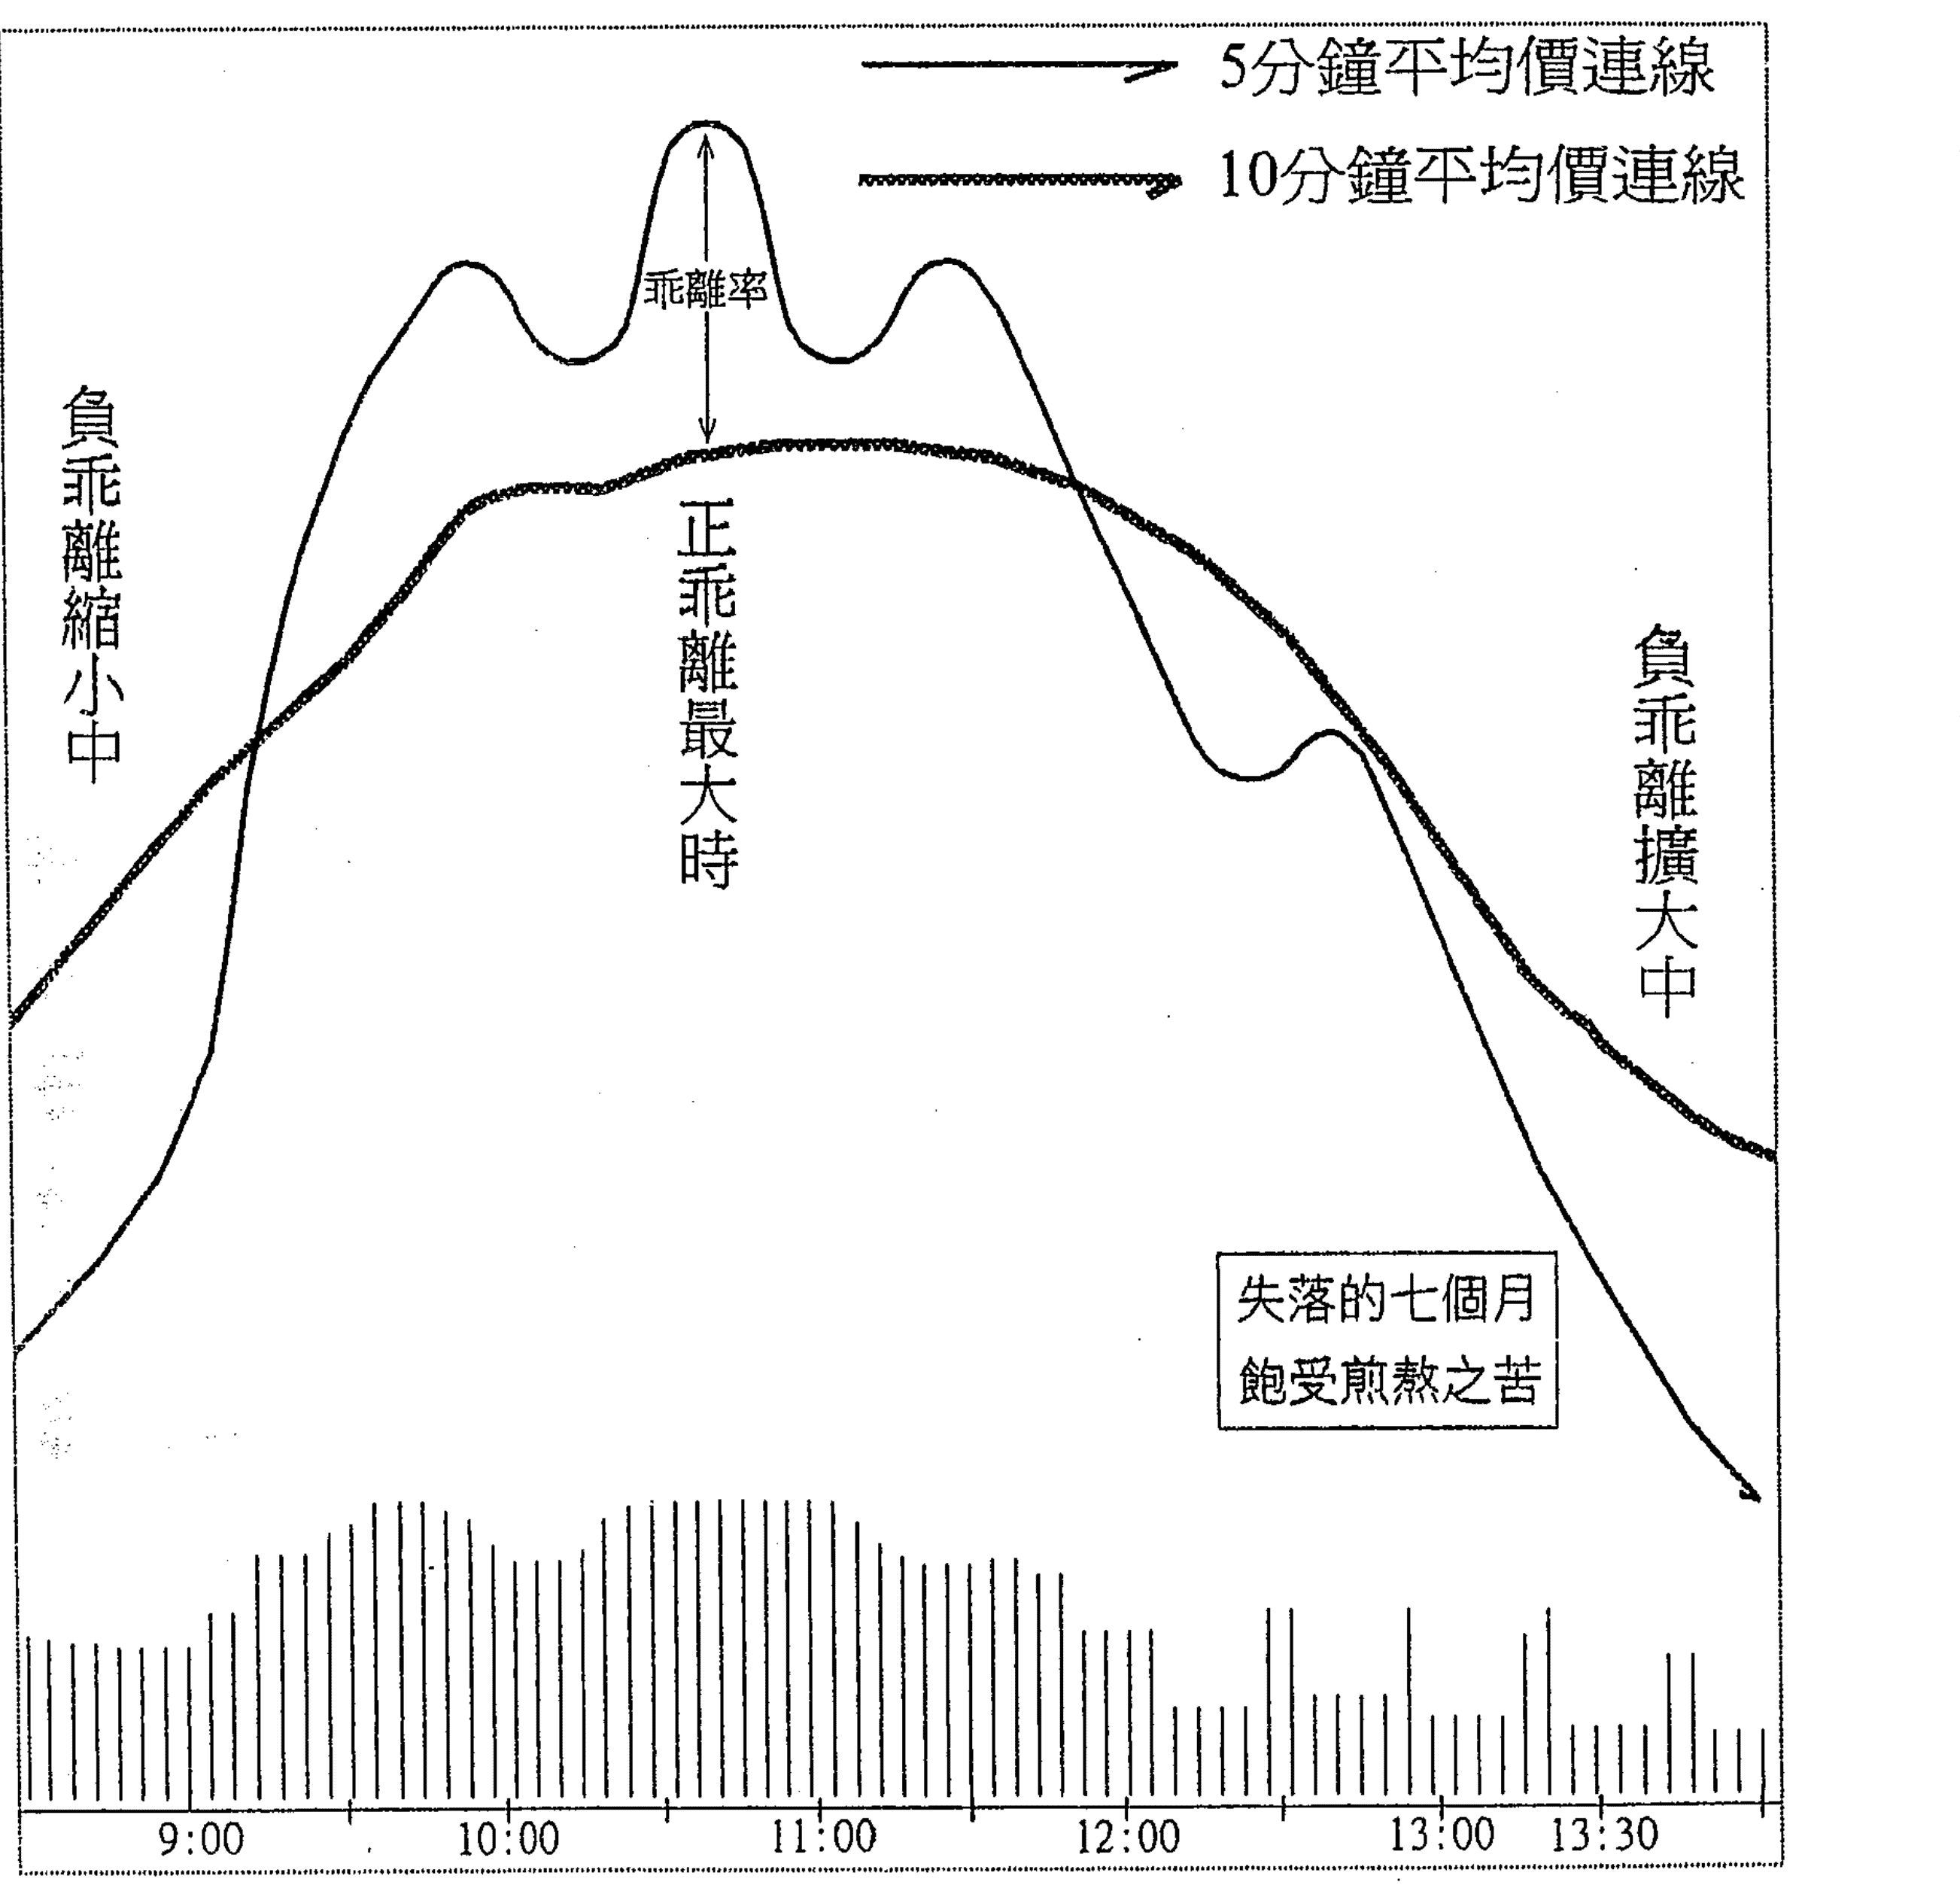 5分鐘平均價連線
10分鐘平均價連線
乖離率
負乖離縮小中
正乖離最大時
負乖離擴大中
失落的七個月
飽受煎熬之苦
9:00 10:00 11:00 12:00 13:00 13:30